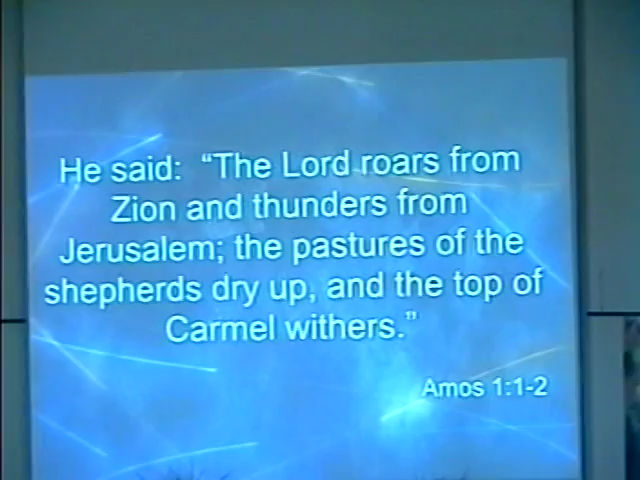 He said:  “The Lord roars from
Zion and thunders from
Jerusalem; the pastures of the
shepherds dry up, and the top of
Carmel withers.”
Amos 1:1-2